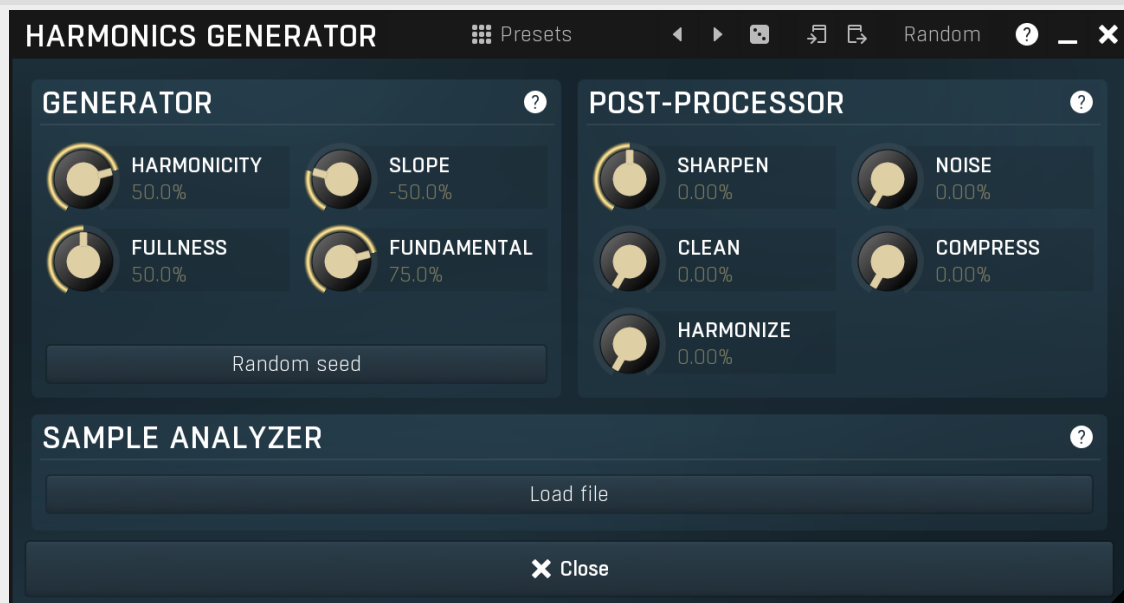 HARMONICS GENERATOR
Presets
Random
?
GENERATOR
?
HARMONICITY
50.0%
SLOPE
-50.0%
FULLNESS
50.0%
FUNDAMENTAL
75.0%
Random seed
POST-PROCESSOR
?
SHARPEN
0.00%
NOISE
0.00%
CLEAN
0.00%
COMPRESS
0.00%
HARMONIZE
0.00%
SAMPLE ANALYZER
?
Load file
Close